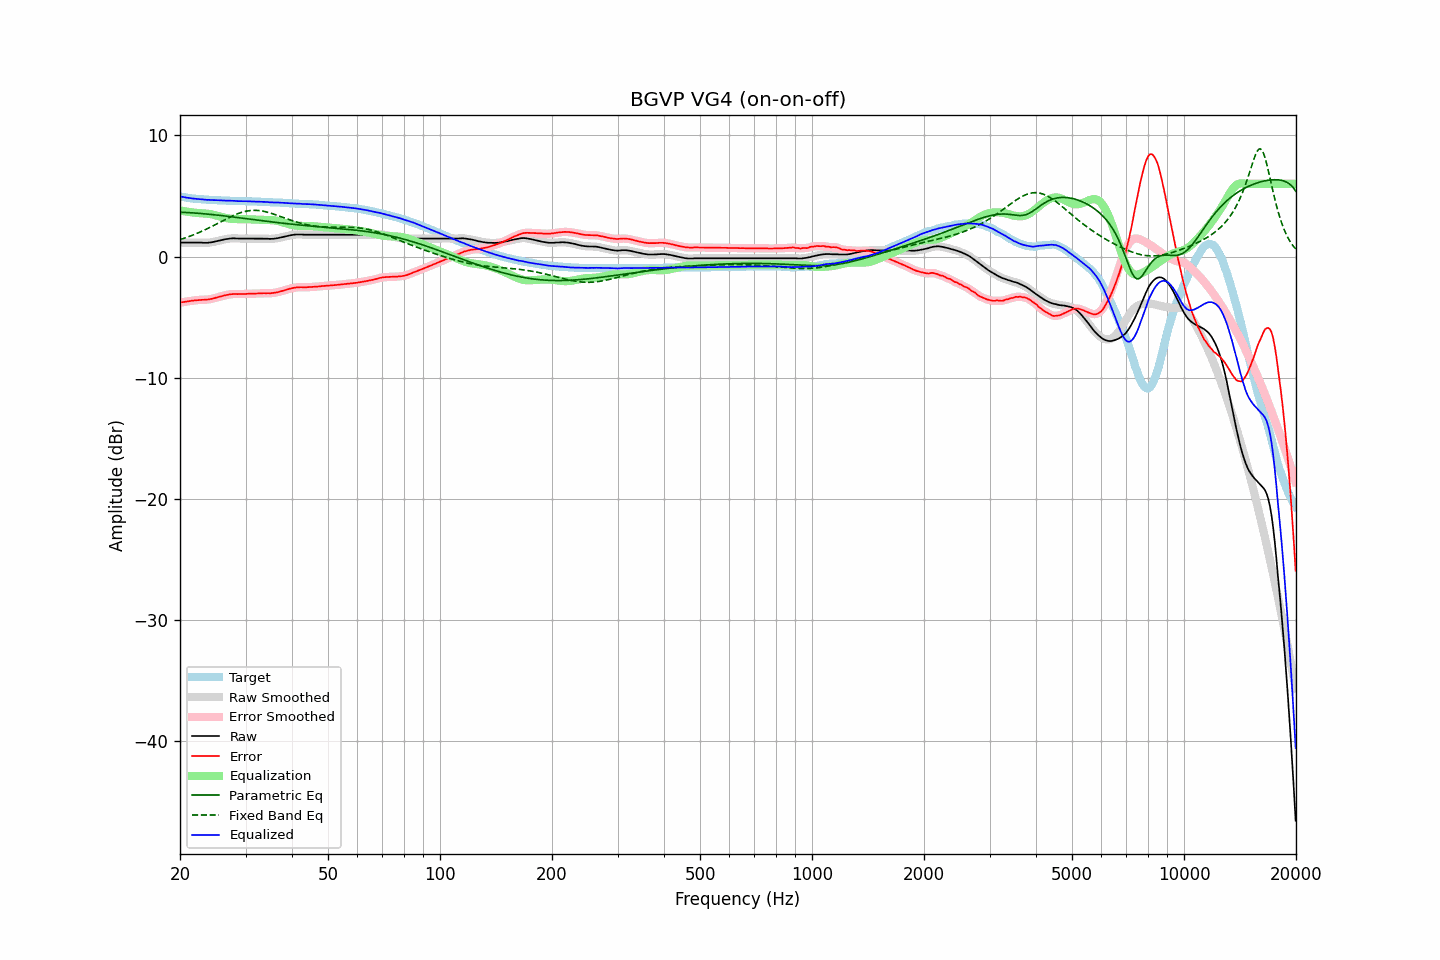 BGVP VG4 (on-on-off)
Amplitude (dBr)
10
0
−10
−20
−30
−40
Target
Raw Smoothed
Error Smoothed
Raw
Error
Equalization
Parametric Eq
Fixed Band Eq
Equalized
20 50 100 200 500 1000 2000 5000 10000 20000
Frequency (Hz)